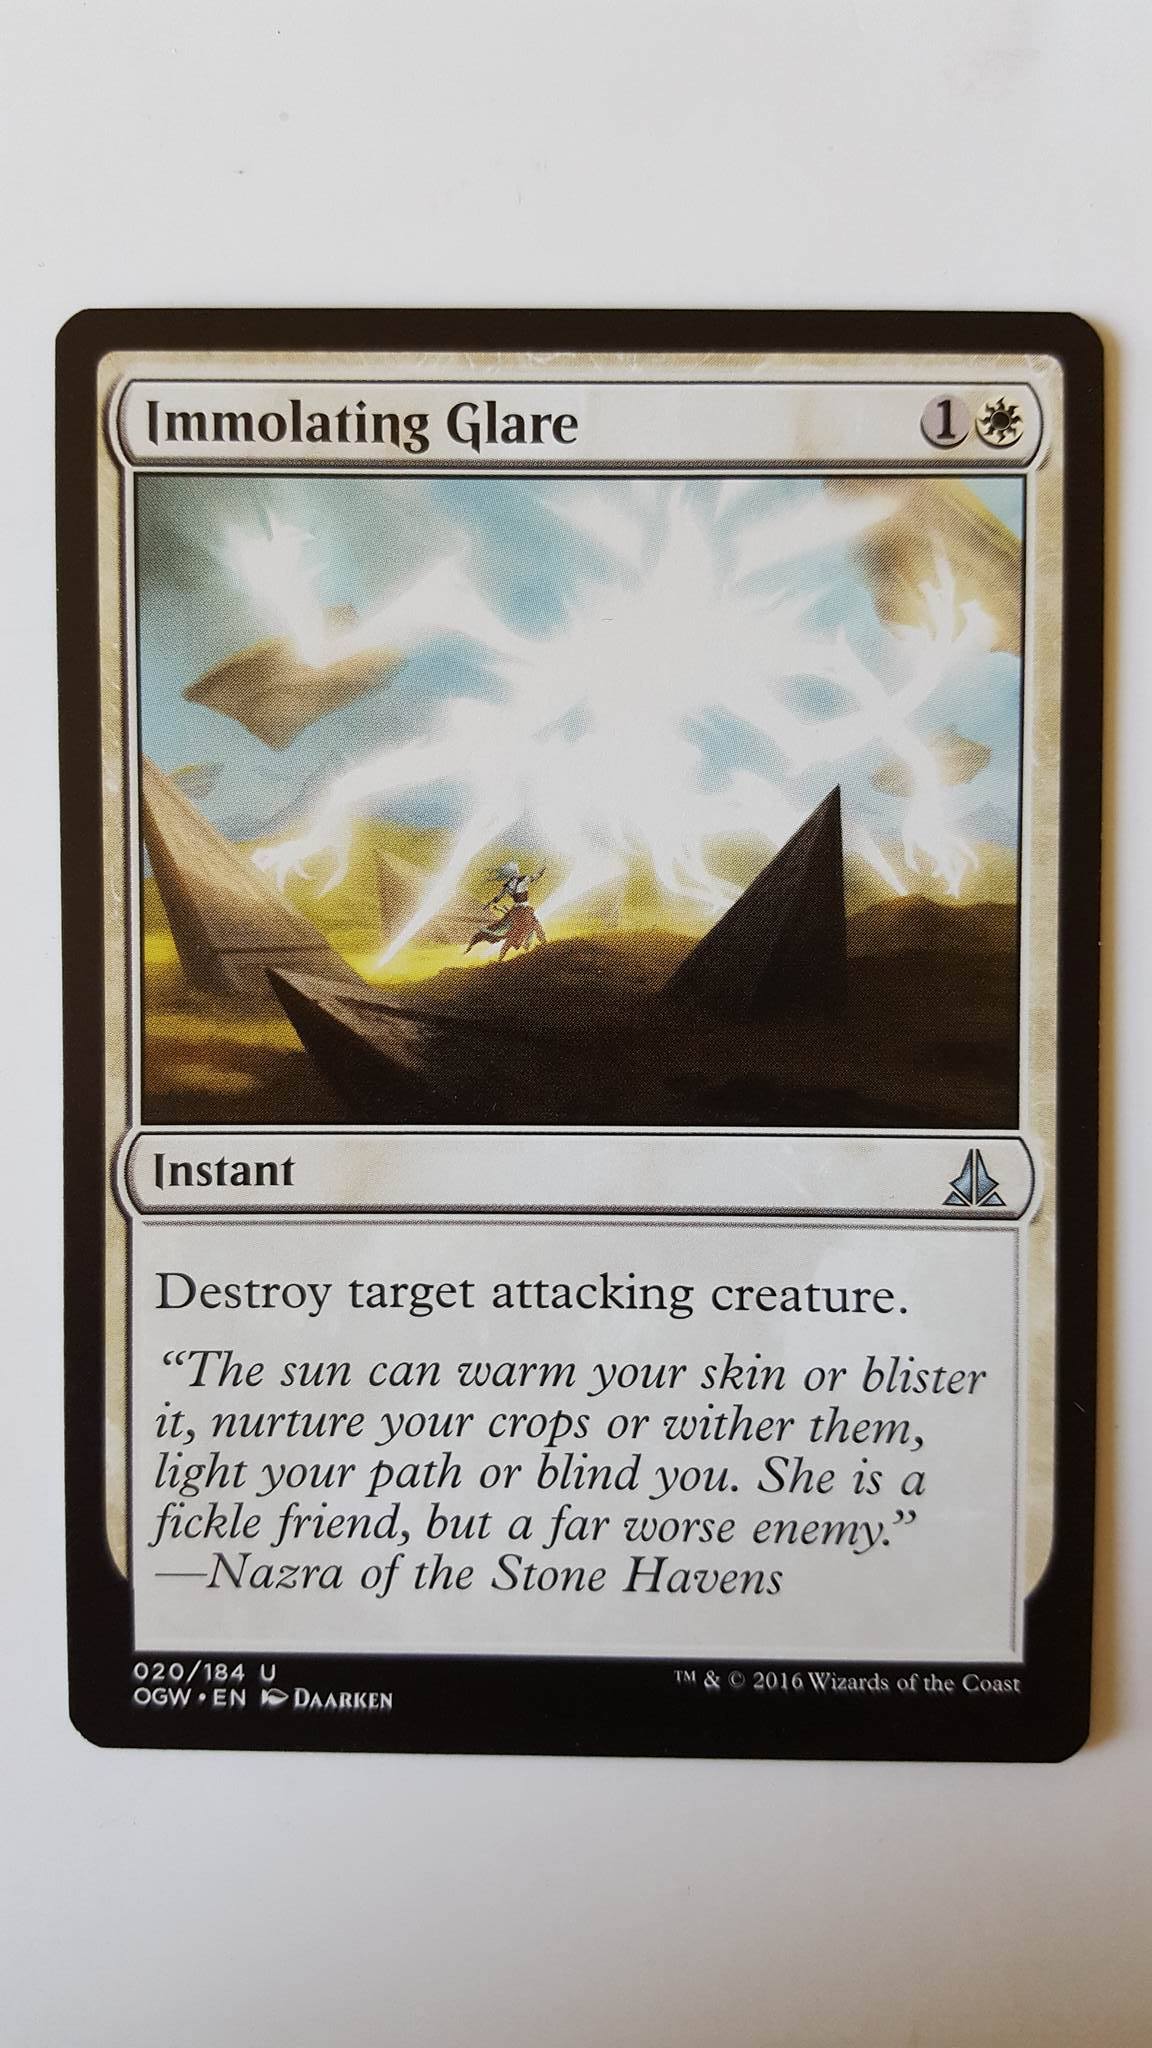 Immolating Glare 1
Instant
Destroy target attacking creature.
“The sun can warm your skin or blister
it, nurture your crops or wither them,
light your path or blind you. She is a
fickle friend, but a far worse enemy.”
—Nazra of the Stone Havens
020/184 U
OGW • EN DAARKEN
™ & © 2016 Wizards of the Coast